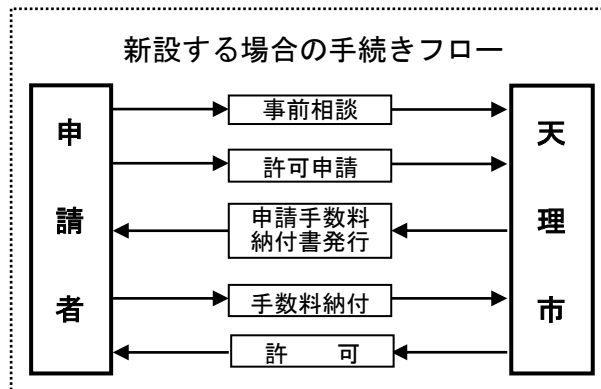 新設する場合の手続きフロー
申請者
事前相談
許可申請
申請手数料
納付書発行
手数料納付
許　可
天理市